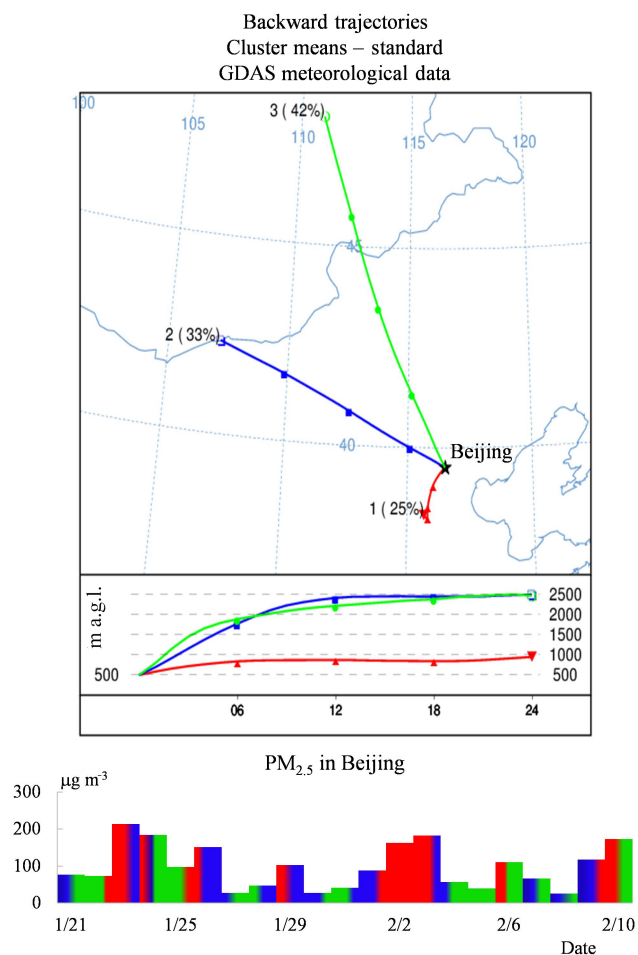 Backward trajectories
Cluster means – standard
GDAS meteorological data
100
105
110
115
120
3 ( 42%)
45
2 ( 33%)
40
Beijing
1 ( 25%)
m a.g.l.
2500
2000
1500
1000
500
500
06
12
18
24
PM2.5 in Beijing
μg m-3
300
200
100
0
1/21
1/25
1/29
2/2
2/6
2/10
Date